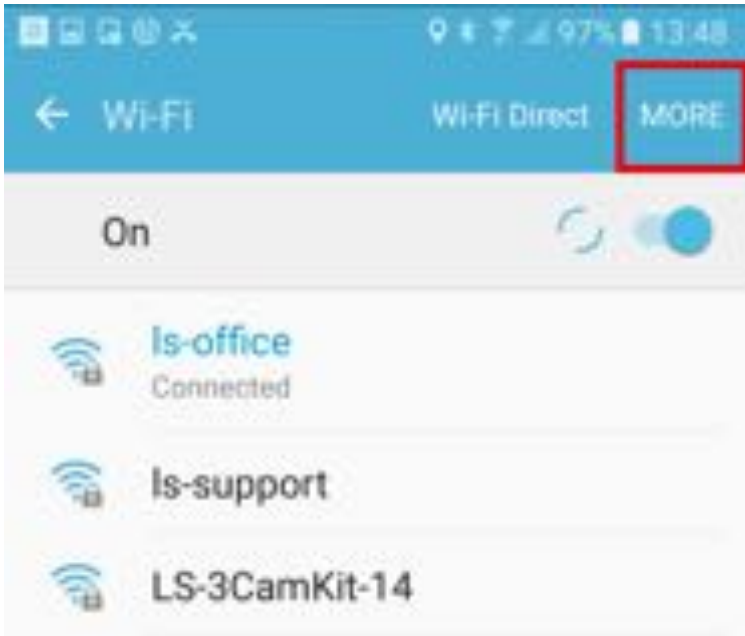 97% 13:48
Wi-Fi Wi-Fi Direct MORE
On
ls-office
Connected
ls-support
LS-3CamKit-14